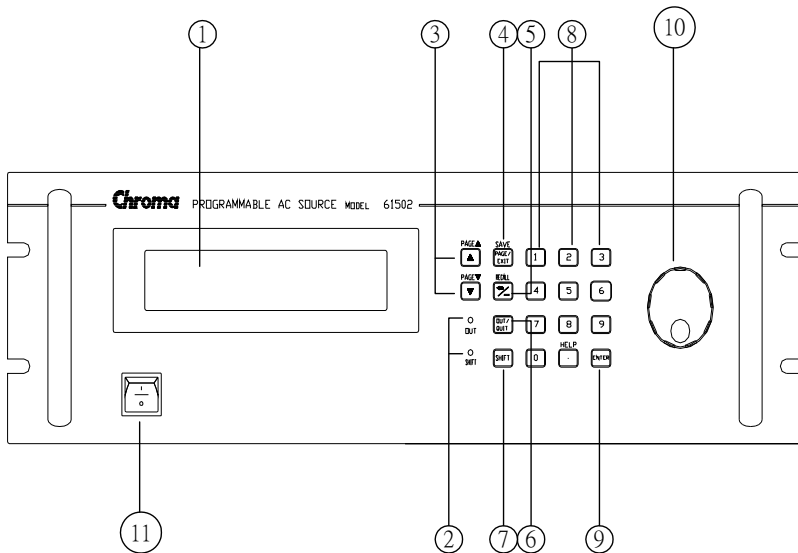 1 3 4 5 8 10
Chroma PROGRAMMABLE AC SOURCE MODEL 61502
PAGE▲ SAVE
▲ PAGE/EXIT 1 2 3
PAGE▼ RECALL
▼ 4 5 6
OUT OUT/QUIT 7 8 9
HELP
SHIFT SHIFT 0 . ENTER
I
O
11 2 7 6 9